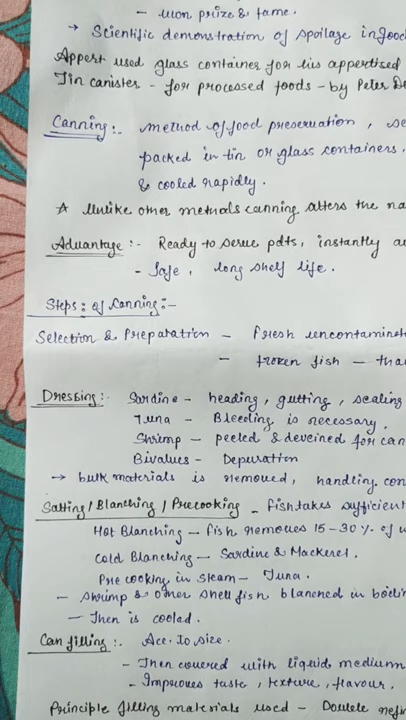 - Won prize & fame.
→ Scientific demonstration of spoilage in food
Appert used glass container for his appertised
Tin canister - for processed foods - by Peter
Canning:- method of food preservation,
packed in tin or glass containers.
& cooled rapidly.
* Unlike other methods canning alters the na
Advantage :- Ready to serve pdts, instantly
- Safe, long shelf life.
Steps: of Canning:-
Selection & Preparation - Fresh uncontaminat
- frozen fish - tha
Dressing:- Sardine - heading, gutting, scaling
Tuna - Bleeding is necessary.
Shrimp - peeled & deveined for can
Bivalves - Depuration
→ bulk materials is removed, handling con
Salting / Blanching / Precooking - fish takes sufficient
Hot Blanching - fish removes 15-30% of
Cold Blanching - Sardine & Mackerel.
Pre cooking in steam - Tuna.
- Shrimp & other shell fish blanched in
- Then is cooled.
Can filling:- Acc. to size.
- Then covered with liquid medium
- Improves taste, texture, flavour.
Principle filling materials used - Double